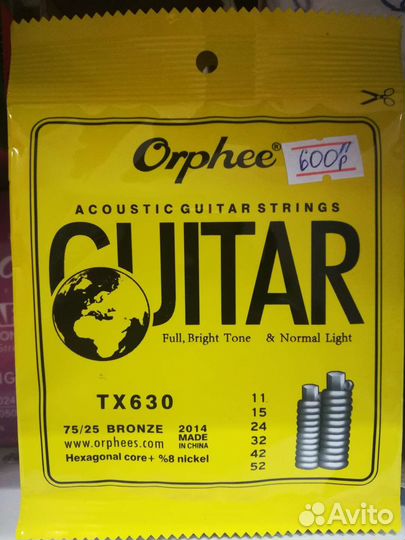 Orphee®
600р
ACOUSTIC GUITAR STRINGS
GUITAR
Full, Bright Tone & Normal Light
TX630
75/25 BRONZE 2014 MADE IN CHINA
www.orphees.com
Hexagonal core+ %8 nickel
11
15
24
32
42
52
Avito